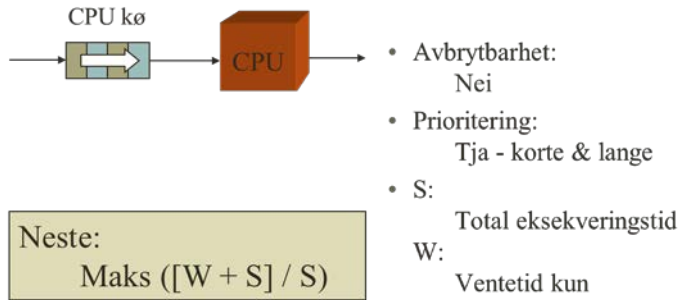 CPU kø
CPU
• Avbrytbarhet:
Nei
• Prioritering:
Tja - korte & lange
• S:
Total eksekveringstid
W:
Ventetid kun
Neste:
Maks ([W + S] / S)